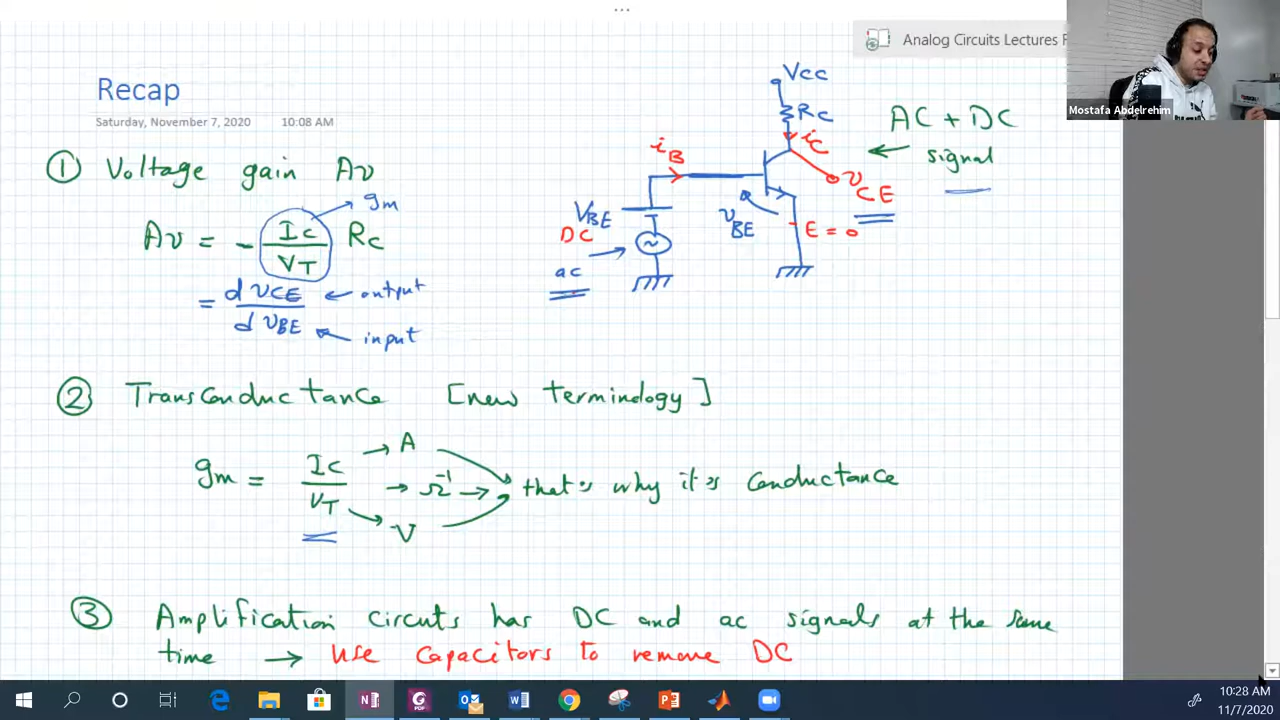 Analog Circuits Lectures
Mostafa Abdelrehim
Recap
Saturday, November 7, 2020 10:08 AM
Vcc
Rc
iC
AC + DC
signal
iB
vCE
VBE
DC
vBE
E = 0
ac
① Voltage gain Av
gm
Av = - Ic / VT Rc
= d vCE / d vBE
output
input
② Transconductance [new terminology]
gm = Ic / VT
→ A
→ Ω⁻¹ → that's why it's conductance
→ V
③ Amplification circuts has DC and ac signals at the same
time → use capacitors to remove DC
10:28 AM
11/7/2020